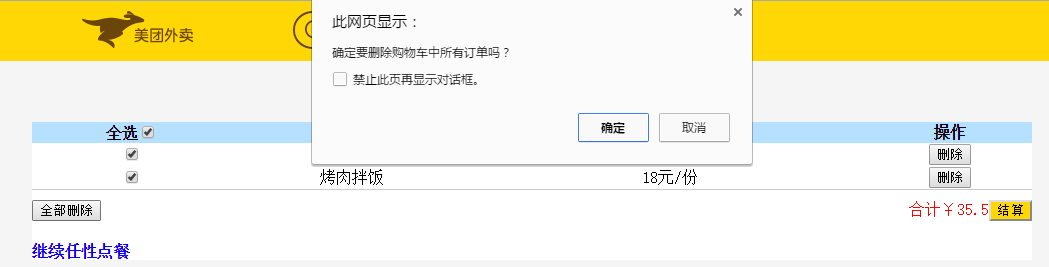 美团外卖
此网页显示：
确定要删除购物车中所有订单吗？
禁止此页再显示对话框。
确定 取消
全选 操作
删除
烤肉拌饭 18元/份 删除
全部删除 合计￥35.5 结算
继续任性点餐